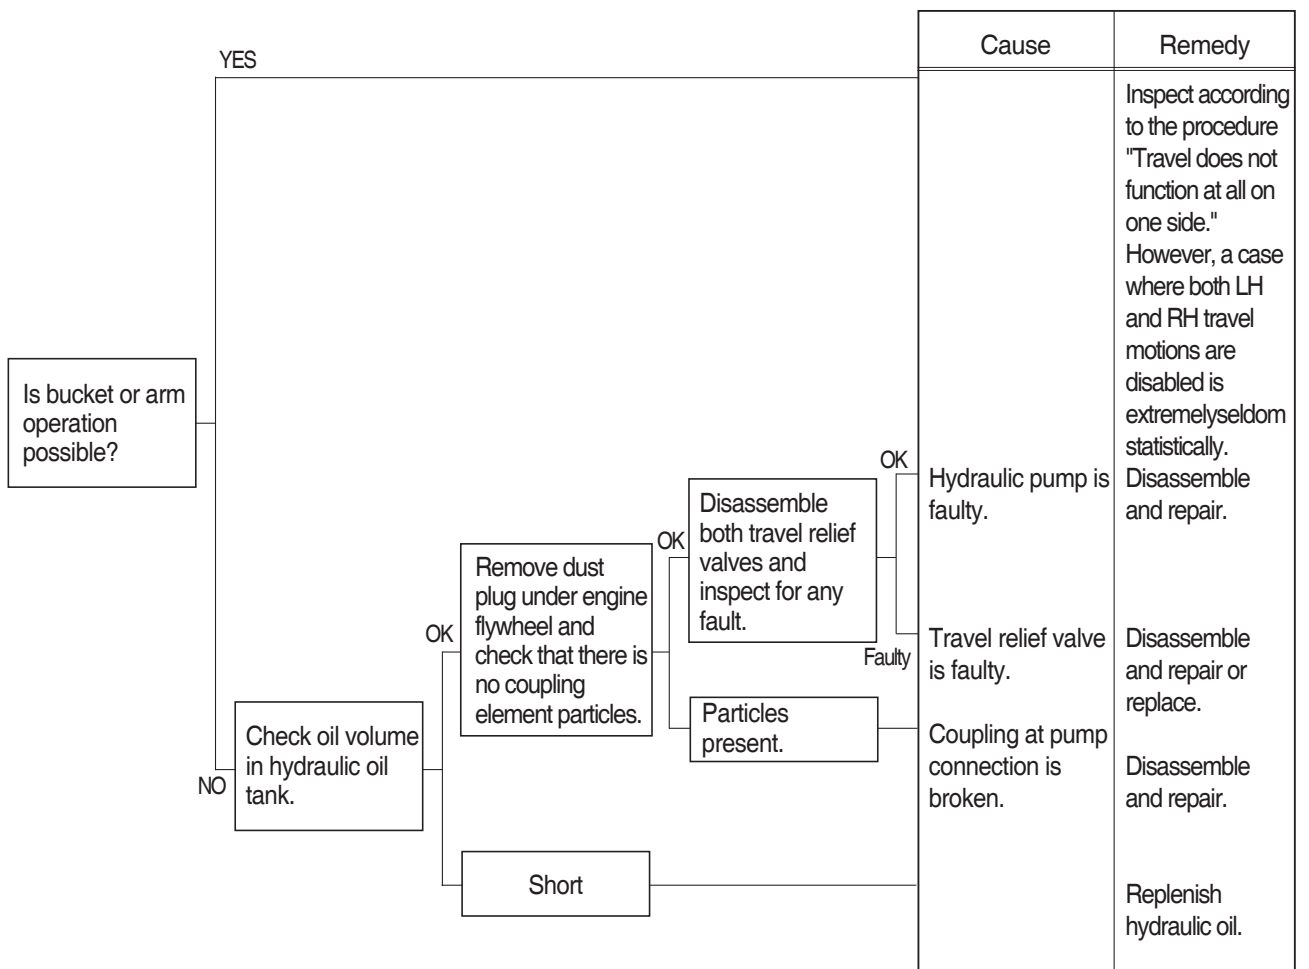 YES
Cause
Remedy
Inspect according
to the procedure
"Travel does not
function at all on
one side."
However, a case
where both LH
and RH travel
motions are
disabled is
extremelyseldom
statistically.
Is bucket or arm
operation
possible?
NO
Check oil volume
in hydraulic oil
tank.
OK
Remove dust
plug under engine
flywheel and
check that there is
no coupling
element particles.
OK
Disassemble
both travel relief
valves and
inspect for any
fault.
OK
Hydraulic pump is
faulty.
Disassemble
and repair.
Faulty
Travel relief valve
is faulty.
Disassemble
and repair or
replace.
Particles
present.
Coupling at pump
connection is
broken.
Disassemble
and repair.
Short
Replenish
hydraulic oil.